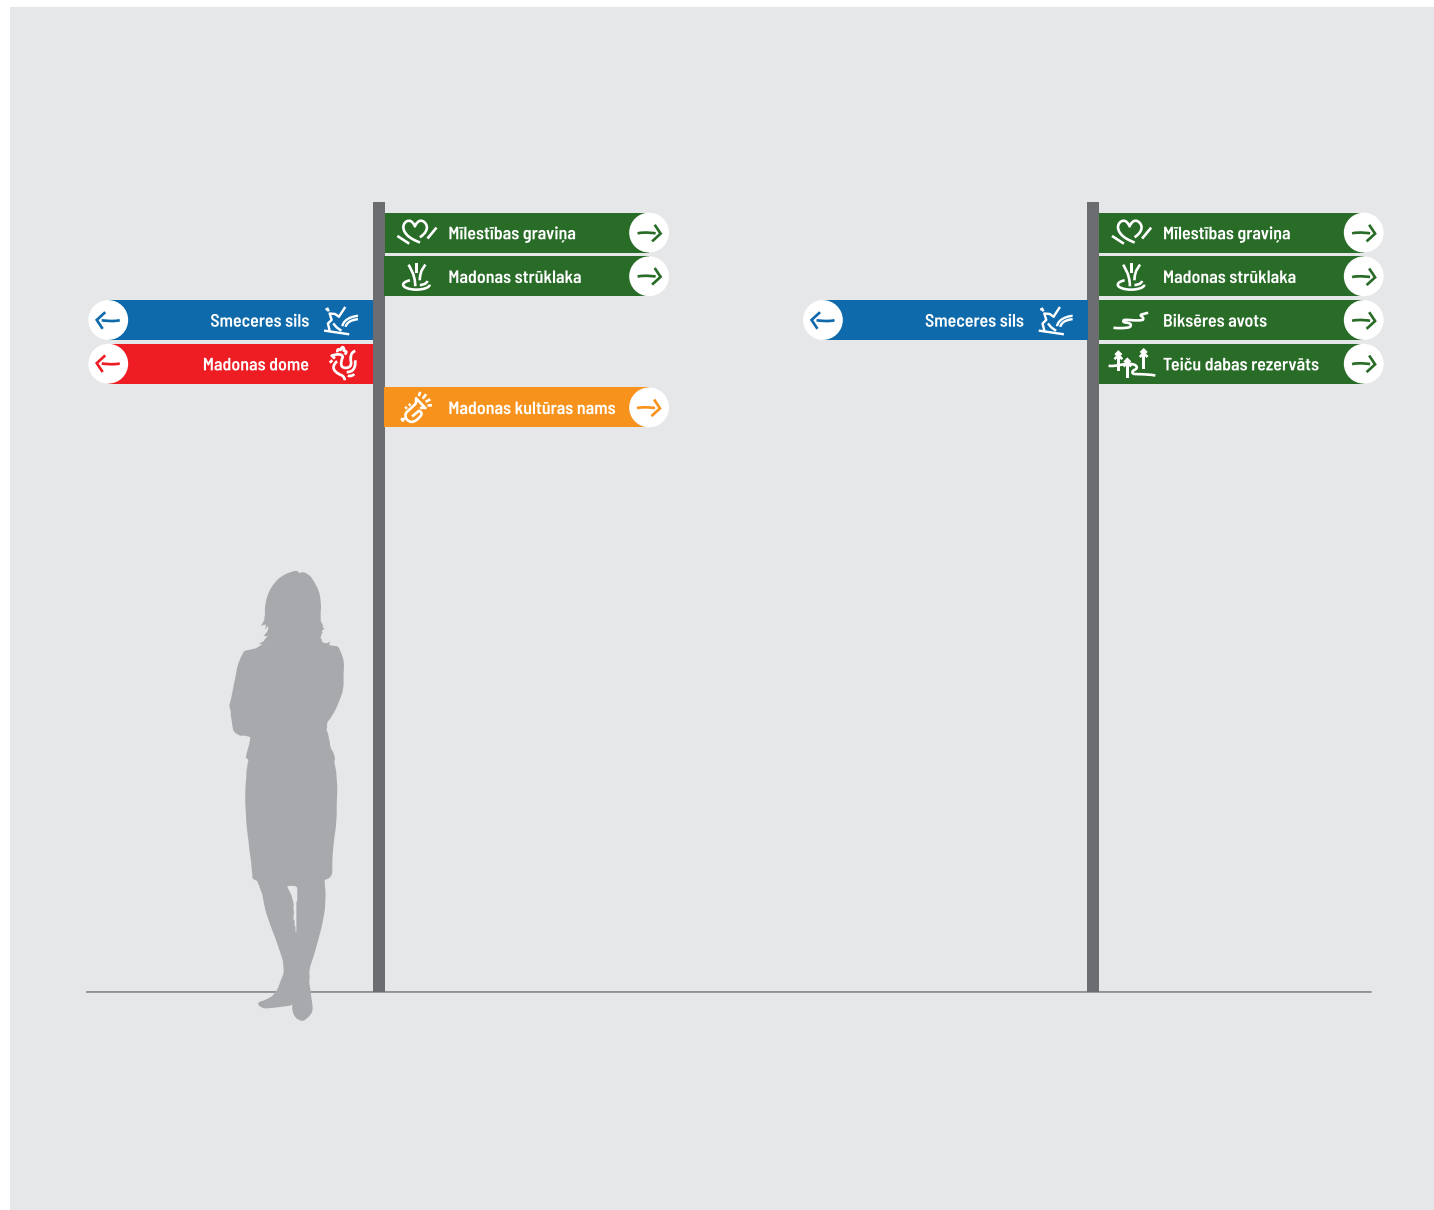 Mīlestības graviņa
Madonas strūklaka
Smeceres sils
Madonas dome
Madonas kultūras nams
Mīlestības graviņa
Madonas strūklaka
Smeceres sils
Biksēres avots
Teiču dabas rezervāts